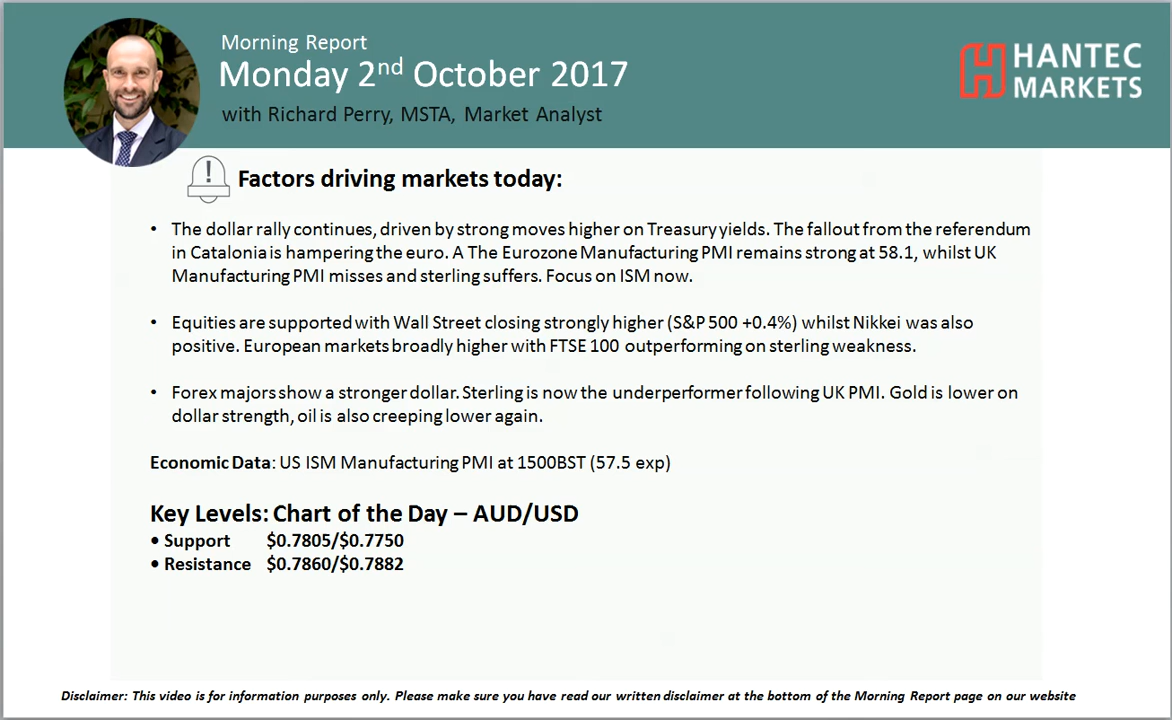 Morning Report
Monday 2nd October 2017
with Richard Perry, MSTA, Market Analyst
HANTEC
MARKETS
Factors driving markets today:
• The dollar rally continues, driven by strong moves higher on Treasury yields. The fallout from the referendum
in Catalonia is hampering the euro. A The Eurozone Manufacturing PMI remains strong at 58.1, whilst UK
Manufacturing PMI misses and sterling suffers. Focus on ISM now.
• Equities are supported with Wall Street closing strongly higher (S&P 500 +0.4%) whilst Nikkei was also
positive. European markets broadly higher with FTSE 100 outperforming on sterling weakness.
• Forex majors show a stronger dollar. Sterling is now the underperformer following UK PMI. Gold is lower on
dollar strength, oil is also creeping lower again.
Economic Data: US ISM Manufacturing PMI at 1500BST (57.5 exp)
Key Levels: Chart of the Day – AUD/USD
• Support $0.7805/$0.7750
• Resistance $0.7860/$0.7882
Disclaimer: This video is for information purposes only. Please make sure you have read our written disclaimer at the bottom of the Morning Report page on our website